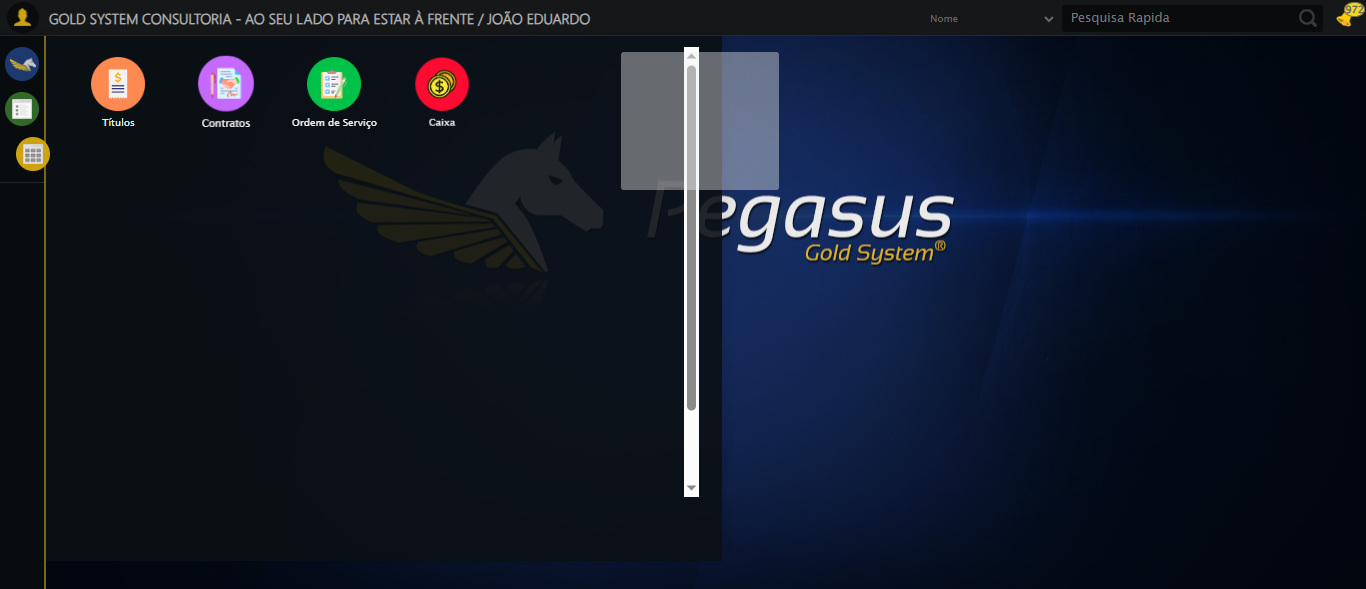 GOLD SYSTEM CONSULTORIA - AO SEU LADO PARA ESTAR À FRENTE / JOÃO EDUARDO
Nome
Pesquisa Rapida
972
Títulos
Contratos
Ordem de Serviço
Caixa
Pegasus
Gold System®